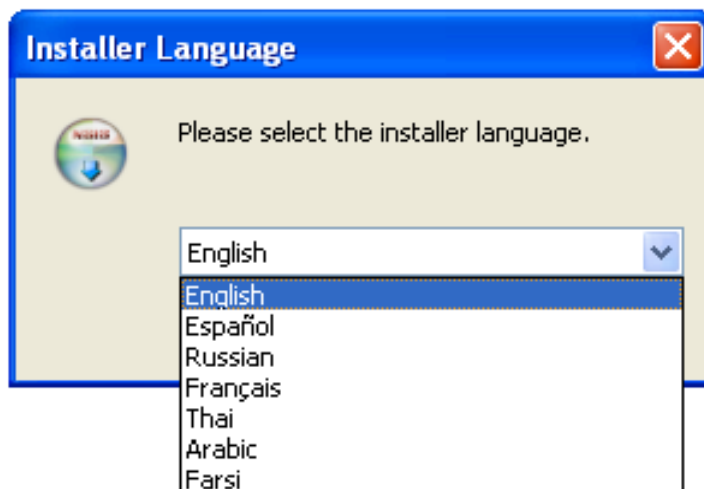 Installer Language
Please select the installer language.
English
English
Español
Russian
Français
Thai
Arabic
Farsi